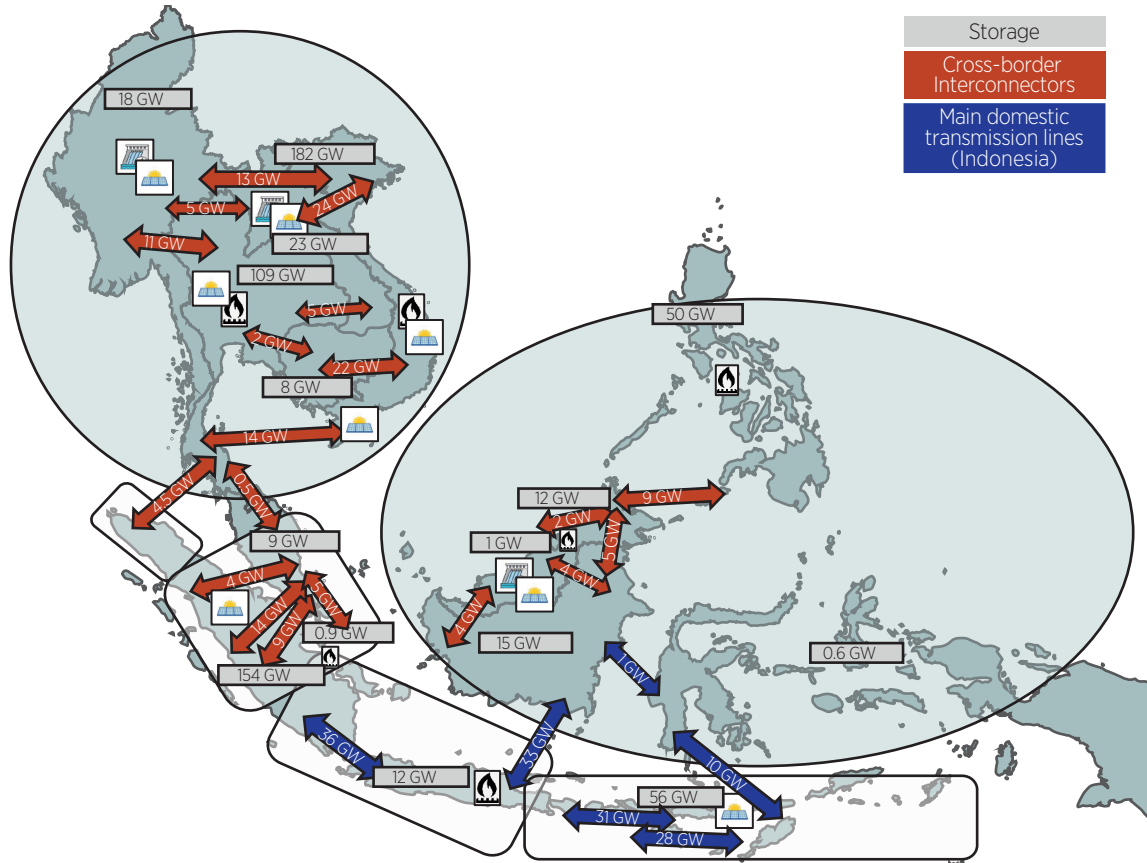 Storage
Cross-border
Interconnectors
Main domestic
transmission lines
(Indonesia)
18 GW
182 GW
13 GW
24 GW
5 GW
11 GW
23 GW
109 GW
5 GW
2 GW
22 GW
8 GW
14 GW
50 GW
4.5 GW
0.5 GW
12 GW
9 GW
2 GW
9 GW
1 GW
5 GW
4 GW
4 GW
5 GW
4 GW
14 GW
9 GW
0.9 GW
15 GW
0.6 GW
154 GW
1 GW
36 GW
33 GW
10 GW
12 GW
56 GW
31 GW
28 GW